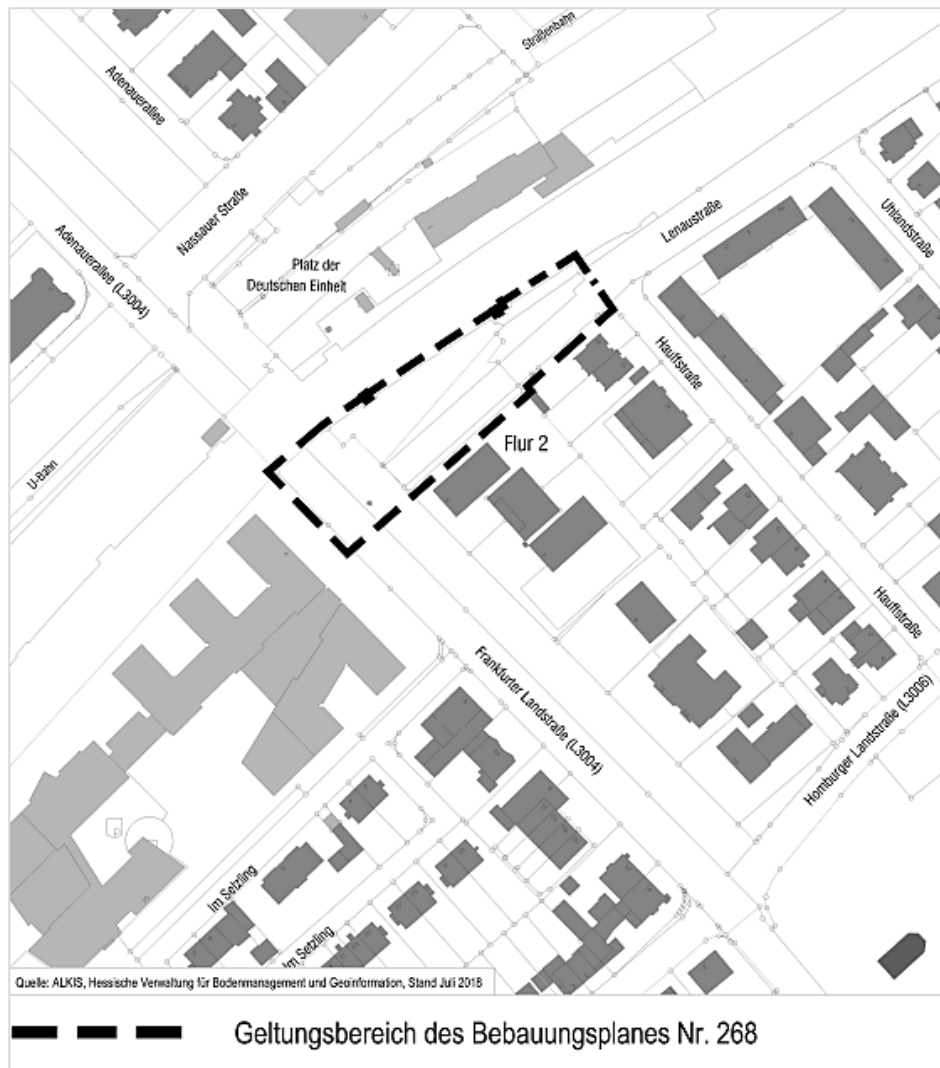 Straßenbahn
Adenauerallee
Nassauer Straße
Adenauerallee (L3004)
Platz der
Deutschen Einheit
Lenaustraße
Uhlandstraße
Hauffstraße
Flur 2
U-Bahn
Hauffstraße
Frankfurter Landstraße (L3004)
Homburger Landstraße (L3006)
Im Setzling
Im Setzling
Quelle: ALKIS, Hessische Verwaltung für Bodenmanagement und Geoinformation, Stand Juli 2018
Geltungsbereich des Bebauungsplanes Nr. 268